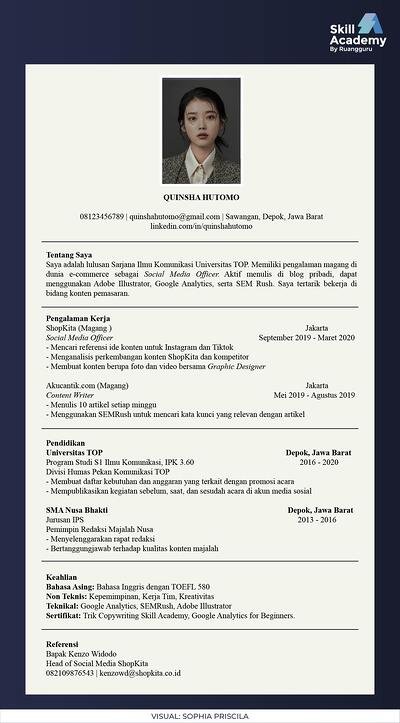 Skill
Academy
By Ruangguru
QUINSHA HUTOMO
08123456789 | quinshahutomo@gmail.com | Sawangan, Depok, Jawa Barat
linkedin.com/in/quinshahutomo
Tentang Saya
Saya adalah lulusan Sarjana Ilmu Komunikasi Universitas TOP. Memiliki pengalaman magang di
dunia e-commerce sebagai Social Media Officer. Aktif menulis di blog pribadi, dapat
menggunakan Adobe Illustrator, Google Analytics, serta SEM Rush. Saya tertarik bekerja di
bidang konten pemasaran.
Pengalaman Kerja
ShopKita (Magang ) Jakarta
Social Media Officer September 2019 - Maret 2020
- Mencari referensi ide konten untuk Instagram dan Tiktok
- Menganalisis perkembangan konten ShopKita dan kompetitor
- Membuat konten berupa foto dan video bersama Graphic Designer
Akucantik.com (Magang) Jakarta
Content Writer Mei 2019 - Agustus 2019
- Menulis 10 artikel setiap minggu
- Menggunakan SEMRush untuk mencari kata kunci yang relevan dengan artikel
Pendidikan
Universitas TOP Depok, Jawa Barat
Program Studi S1 Ilmu Komunikasi, IPK 3.60 2016 - 2020
Divisi Humas Pekan Komunikasi TOP
- Membuat daftar kebutuhan dan anggaran yang terkait dengan promosi acara
- Mempublikasikan kegiatan sebelum, saat, dan sesudah acara di akun media sosial
SMA Nusa Bhakti Depok, Jawa Barat
Jurusan IPS 2013 - 2016
Pemimpin Redaksi Majalah Nusa
- Menyelenggarakan rapat redaksi
- Bertanggungjawab terhadap kualitas konten majalah
Keahlian
Bahasa Asing: Bahasa Inggris dengan TOEFL 580
Non Teknis: Kepemimpinan, Kerja Tim, Kreativitas
Teknikal: Google Analytics, SEMRush, Adobe Illustrator
Sertifikat: Trik Copywriting Skill Academy, Google Analytics for Beginners.
Referensi
Bapak Kenzo Widodo
Head of Social Media ShopKita
082109876543 | kenzowd@shopkita.co.id
VISUAL: SOPHIA PRISCILA